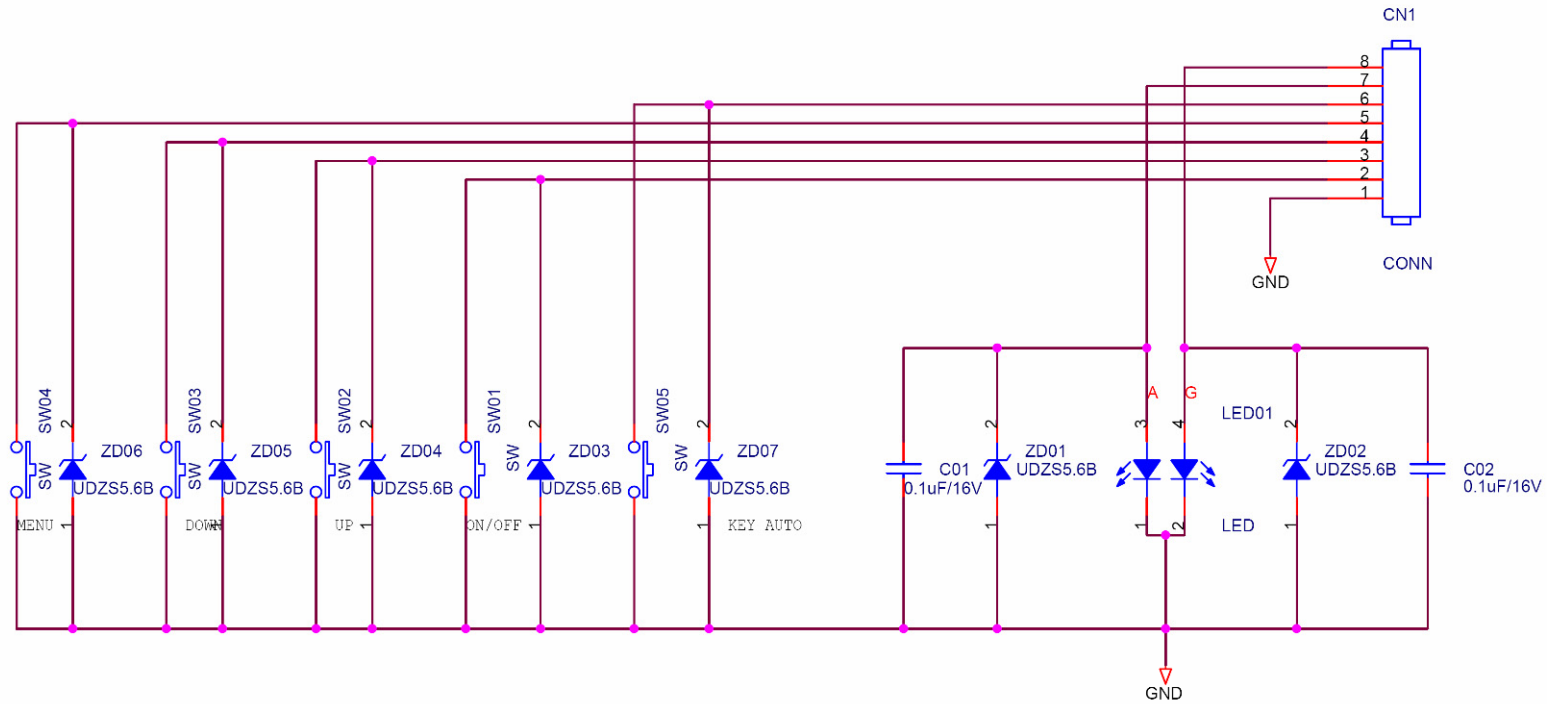 CN1
8
7
6
5
4
3
2
1
CONN
GND
SW04
SW
2
ZD06
UDZS5.6B
MENU
1
SW03
SW
2
ZD05
UDZS5.6B
DOWN
1
SW02
SW
2
ZD04
UDZS5.6B
UP
1
SW01
SW
2
ZD03
UDZS5.6B
ON/OFF
1
SW05
SW
2
ZD07
UDZS5.6B
1
KEY AUTO
C01
0.1uF/16V
2
ZD01
UDZS5.6B
1
A
G
3
4
LED01
1
2
LED
2
ZD02
UDZS5.6B
1
C02
0.1uF/16V
GND